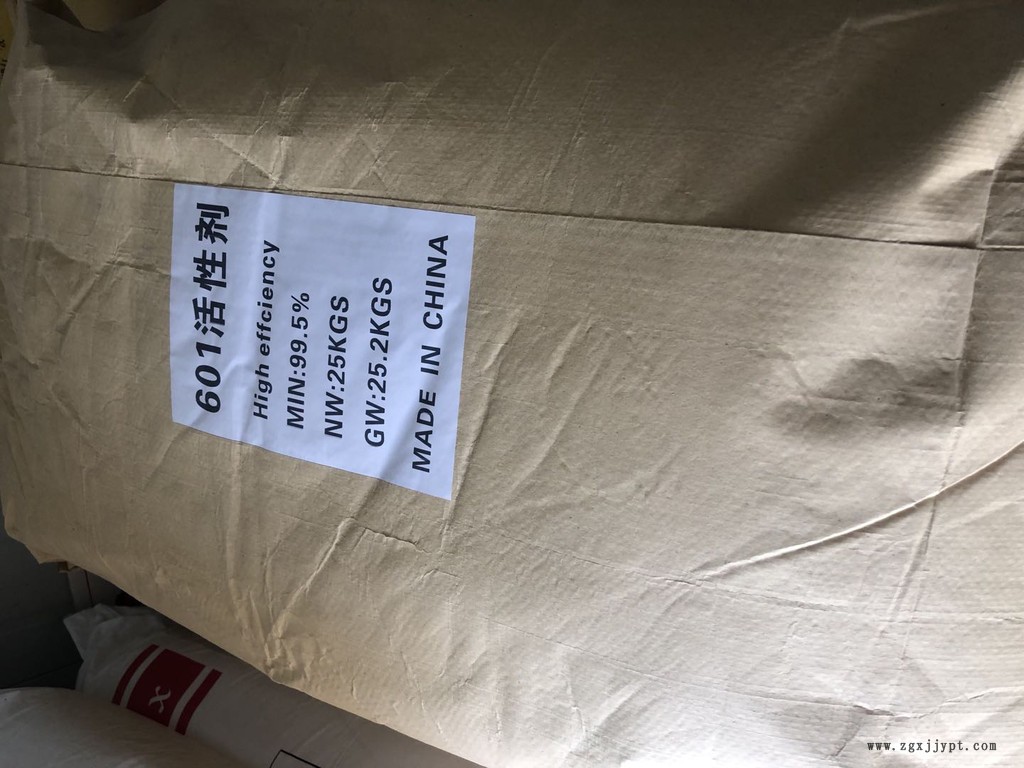 601活性剂
High effciency
MIN:99.5%
NW:25KGS
GW:25.2KGS
MADE IN CHINA
X
www.zgxjjypt.com